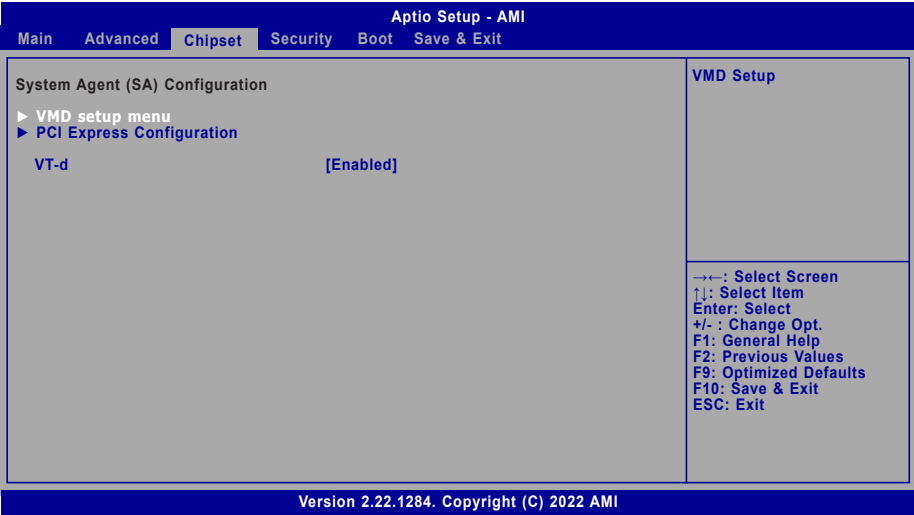 Aptio Setup - AMI
Main Advanced Chipset Security Boot Save & Exit
System Agent (SA) Configuration
► VMD setup menu
► PCI Express Configuration
VT-d [Enabled]
VMD Setup
→←: Select Screen
↑↓: Select Item
Enter: Select
+/- : Change Opt.
F1: General Help
F2: Previous Values
F9: Optimized Defaults
F10: Save & Exit
ESC: Exit
Version 2.22.1284. Copyright (C) 2022 AMI